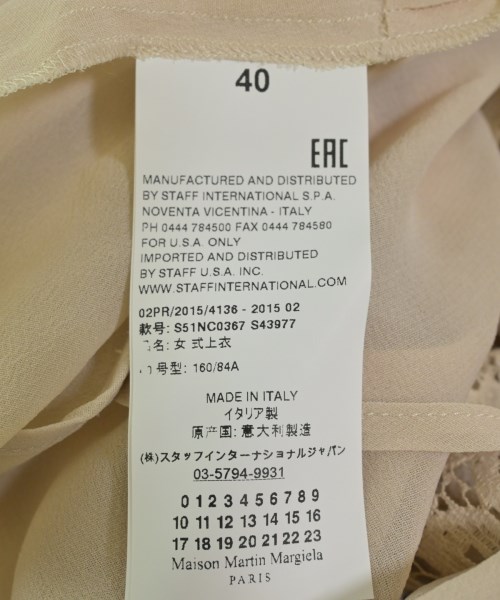 40
EAC
MANUFACTURED AND DISTRIBUTED
BY STAFF INTERNATIONAL S.P.A.
NOVENTA VICENTINA - ITALY
PH 0444 784500 FAX 0444 784580
FOR U.S.A. ONLY
IMPORTED AND DISTRIBUTED
BY STAFF U.S.A. INC.
WWW.STAFFINTERNATIONAL.COM
02PR/2015/4136 - 2015 02
款号: S51NC0367 S43977
名: 女式上衣
号型: 160/84A
MADE IN ITALY
イタリア製
原产国: 意大利製造
(株)スタッフインターナショナルジャパン
03-5794-9931
0 1 2 3 4 5 6 7 8 9
10 11 12 13 14 15 16
17 18 19 20 21 22 23
Maison Martin Margiela
PARIS